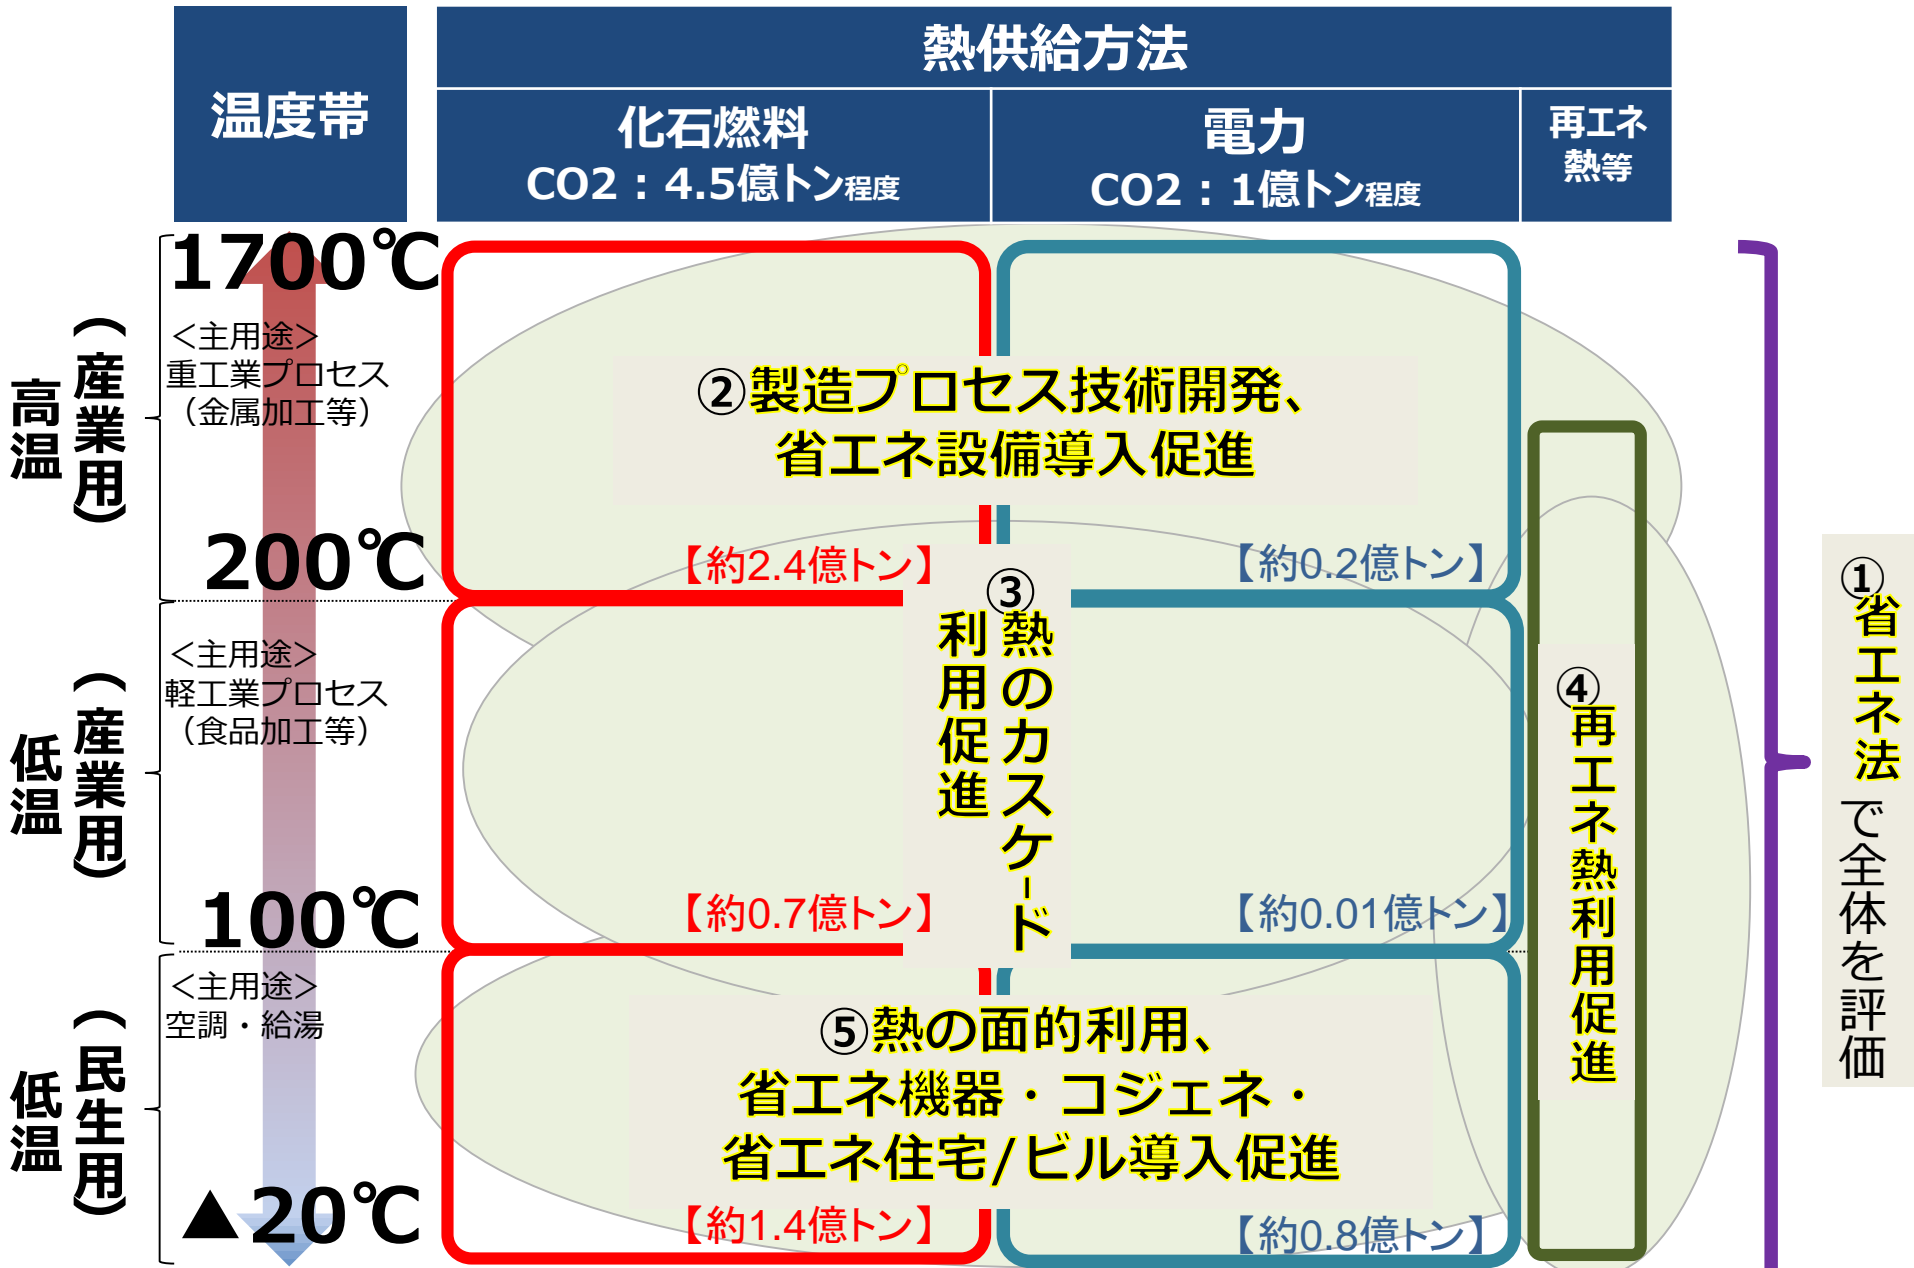 温度帯
熱供給方法
化石燃料
CO2：4.5億トン程度
電力
CO2：1億トン程度
再エネ
熱等
高温
（産業用）
1700℃
＜主用途＞
重工業プロセス
（金属加工等）
200℃
②製造プロセス技術開発、
省エネ設備導入促進
【約2.4億トン】
【約0.2億トン】
低温
（産業用）
＜主用途＞
軽工業プロセス
（食品加工等）
100℃
③
熱のカスケード
利用促進
【約0.7億トン】
【約0.01億トン】
④
再エネ熱利用促進
①
省エネ法で全体を評価
低温
（民生用）
＜主用途＞
空調・給湯
▲20℃
⑤熱の面的利用、
省エネ機器・コジェネ・
省エネ住宅/ビル導入促進
【約1.4億トン】
【約0.8億トン】